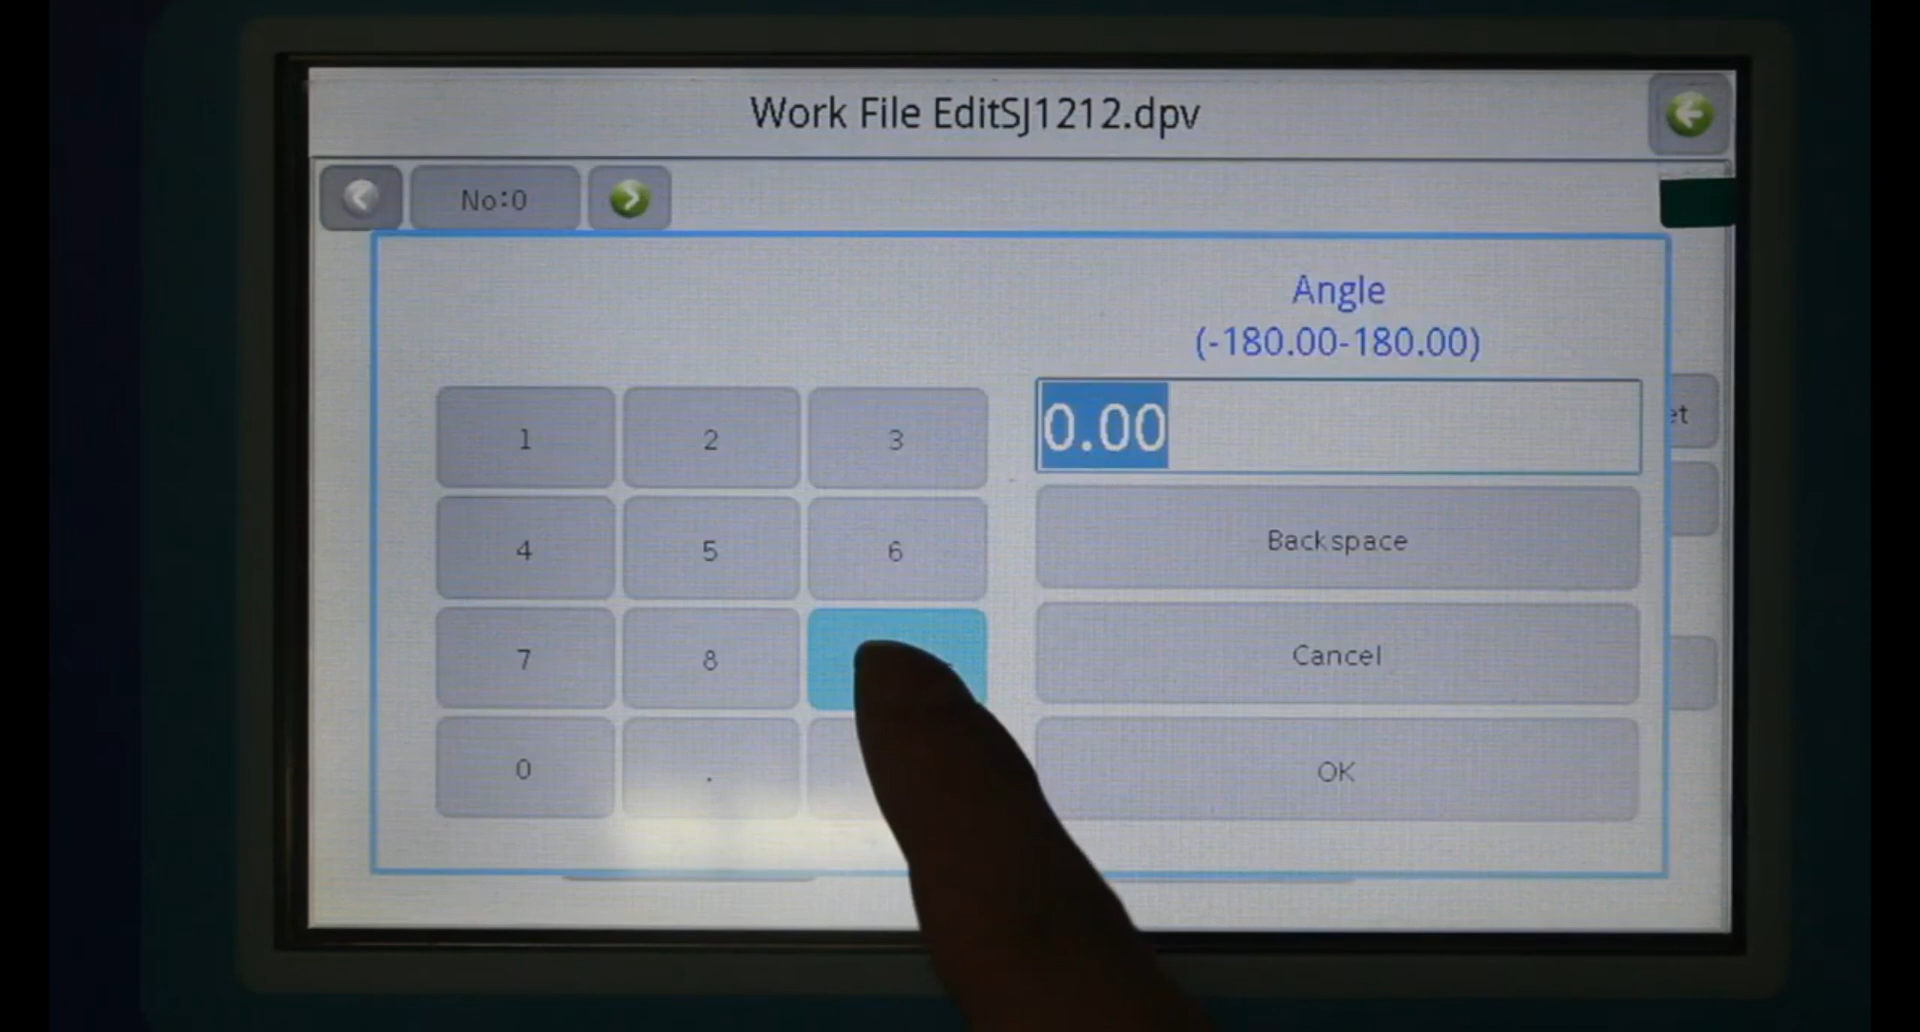 Work File EditSJ1212.dpv
No:0
Angle
(-180.00-180.00)
0.00
1 2 3
4 5 6
7 8
0 .
Backspace
Cancel
OK
et